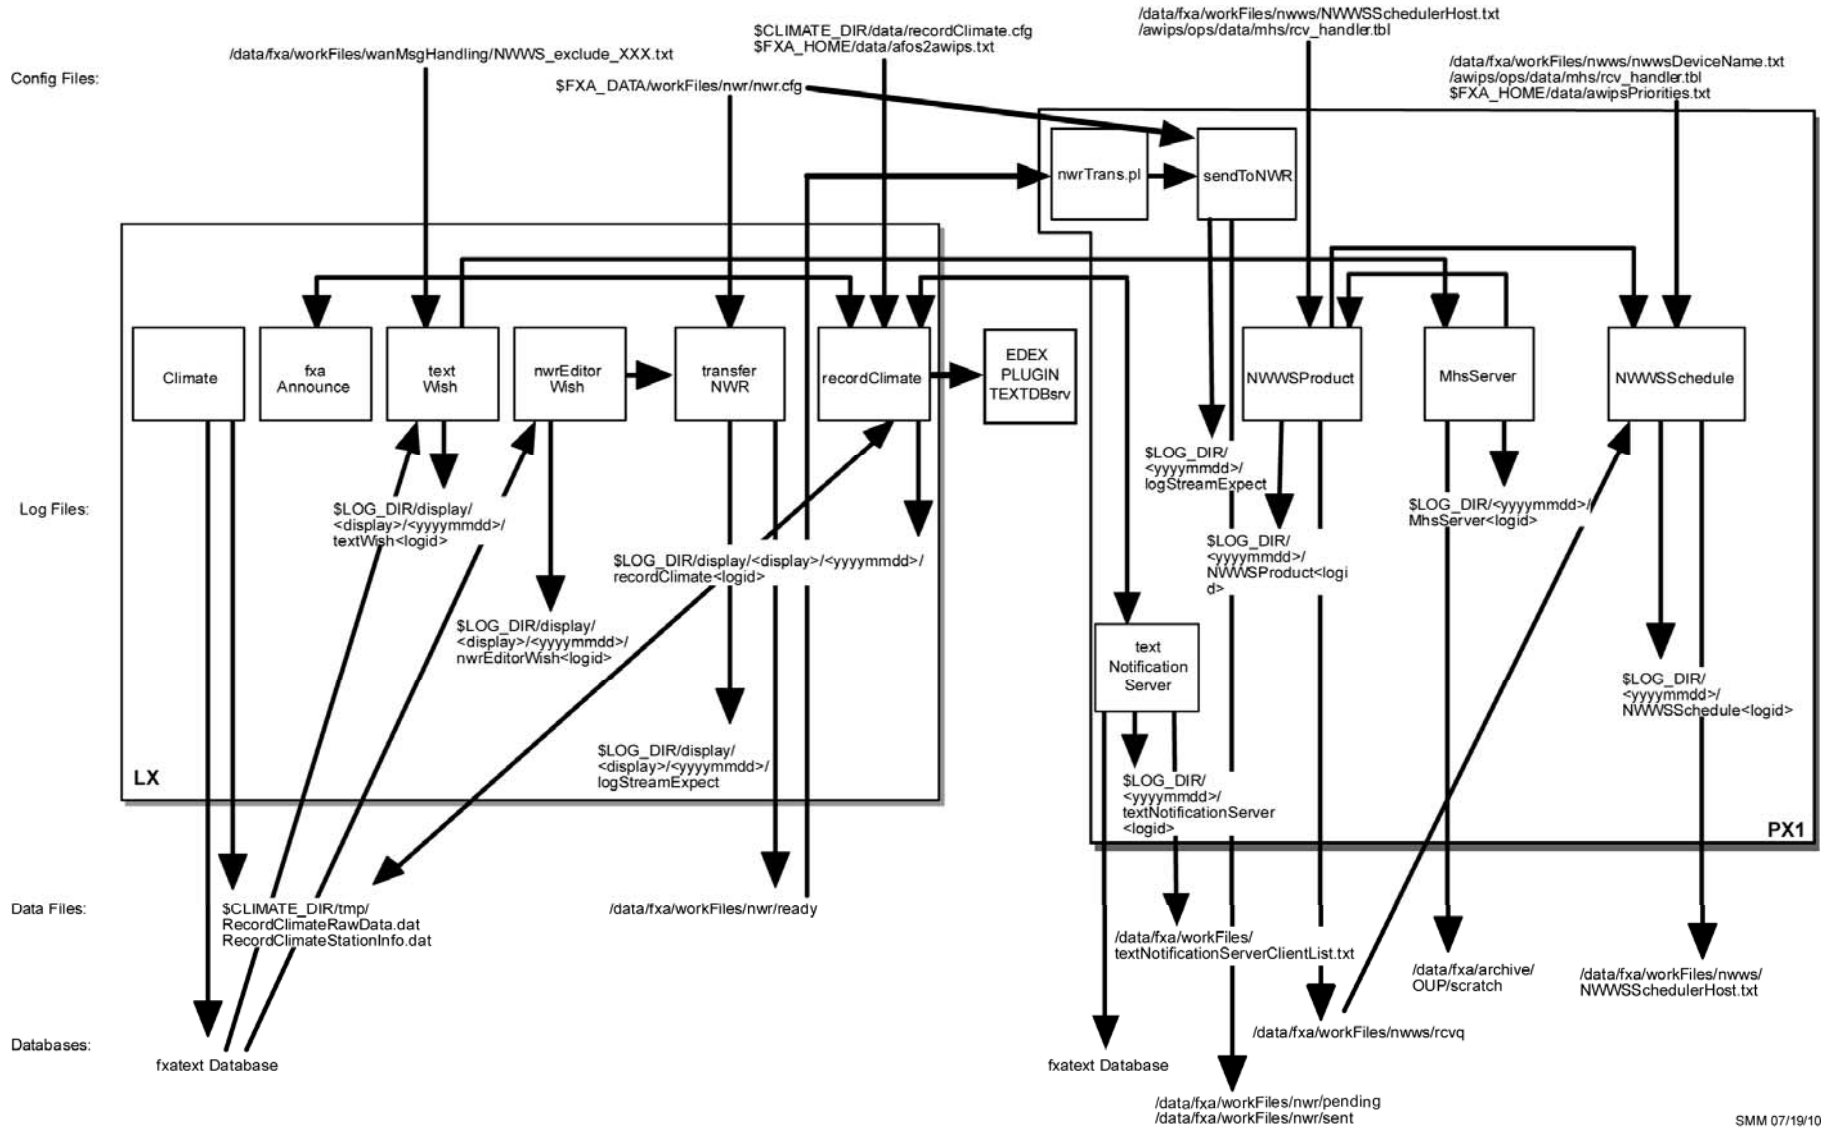 /data/fxa/workFiles/nwws/NWWSSchedulerHost.txt
/awips/ops/data/mhs/rcv_handler.tbl
$CLIMATE_DIR/data/recordClimate.cfg
$FXA_HOME/data/afos2awips.txt
/data/fxa/workFiles/wanMsgHandling/NWWS_exclude_XXX.txt
/data/fxa/workFiles/nwws/nwwsDeviceName.txt
/awips/ops/data/mhs/rcv_handler.tbl
$FXA_HOME/data/awipsPriorities.txt
Config Files:
$FXA_DATA/workFiles/nwr/nwr.cfg
nwrTrans.pl
sendToNWR
Climate
fxa
Announce
text
Wish
nwrEditor
Wish
transfer
NWR
recordClimate
EDEX
PLUGIN
TEXTDBsrv
NWWSProduct
MhsServer
NWWSSchedule
Log Files:
$LOG_DIR/display/
<display>/<yyyymmdd>/
textWish<logid>
$LOG_DIR/
<yyyymmdd>/
logStreamExpect
$LOG_DIR/<yyyymmdd>/
MhsServer<logid>
$LOG_DIR/display/<display>/<yyyymmdd>/
recordClimate<logid>
$LOG_DIR/
<yyyymmdd>/
NWWSProduct<logi
d>
$LOG_DIR/display/
<display>/<yyyymmdd>/
nwrEditorWish<logid>
text
Notification
Server
$LOG_DIR/
<yyyymmdd>/
NWWSSchedule<logid>
$LOG_DIR/display/
<display>/<yyyymmdd>/
logStreamExpect
$LOG_DIR/
<yyyymmdd>/
textNotificationServer
<logid>
LX
PX1
Data Files:
$CLIMATE_DIR/tmp/
RecordClimateRawData.dat
RecordClimateStationInfo.dat
/data/fxa/workFiles/nwr/ready
/data/fxa/workFiles/
textNotificationServerClientList.txt
/data/fxa/archive/
OUP/scratch
/data/fxa/workFiles/nwws/
NWWSSchedulerHost.txt
/data/fxa/workFiles/nwws/rcvq
Databases:
fxatext Database
fxatext Database
/data/fxa/workFiles/nwr/pending
/data/fxa/workFiles/nwr/sent
SMM 07/19/10